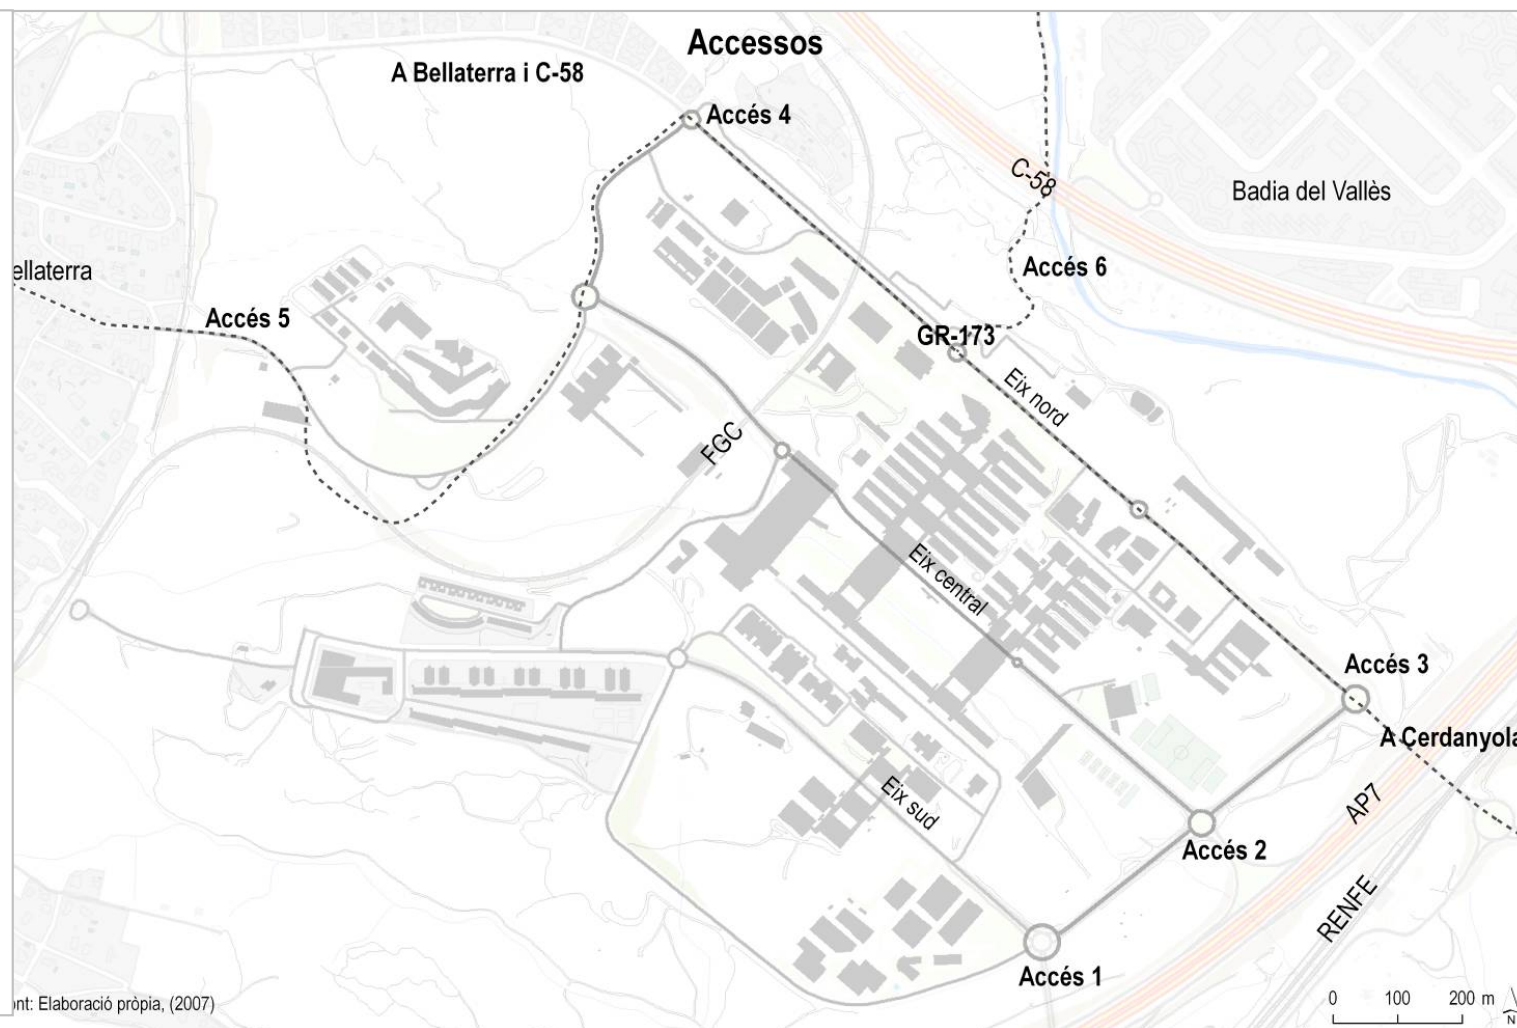 Accessos
A Bellaterra i C-58
Accés 4
C-58
Badia del Vallès
ellaterra
Accés 6
Accés 5
GR-173
Eix nord
FGC
Eix central
Accés 3
A Cerdanyola
Eix sud
AP7
Accés 2
RENFE
Accés 1
ont: Elaboració pròpia, (2007)
0 100 200 m
N